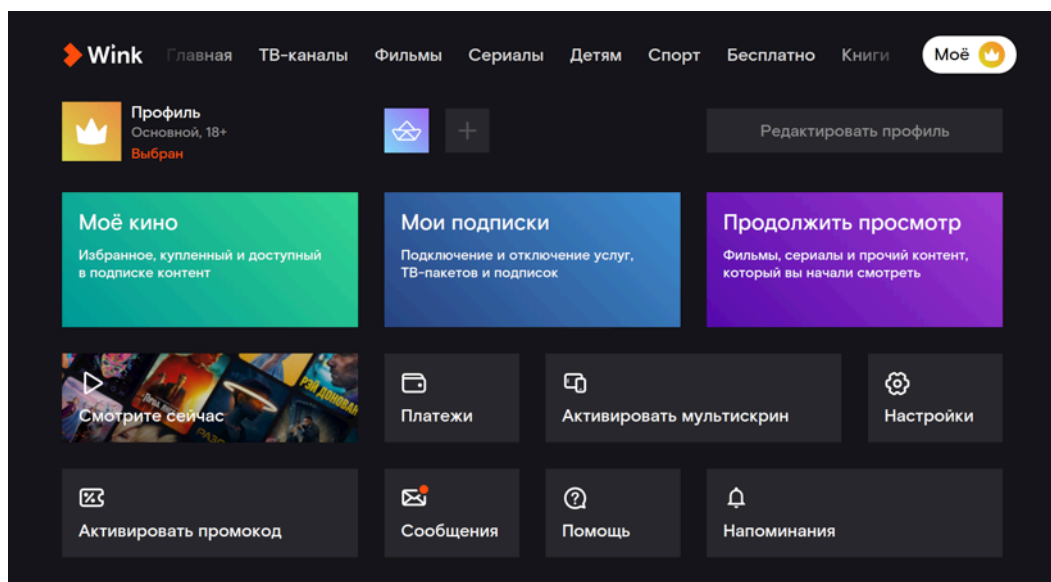 Wink Главная ТВ-каналы Фильмы Сериалы Детям Спорт Бесплатно Книги Моё
Профиль
Основной, 18+
Выбран
Редактировать профиль
Моё кино
Избранное, купленный и доступный
в подписке контент
Мои подписки
Подключение и отключение услуг,
ТВ-пакетов и подписок
Продолжить просмотр
Фильмы, сериалы и прочий контент,
который вы начали смотреть
РЭЙ ДОНОВАН
Смотрите сейчас
Платежи
Активировать мультискрин
Настройки
Активировать промокод
Сообщения
Помощь
Напоминания